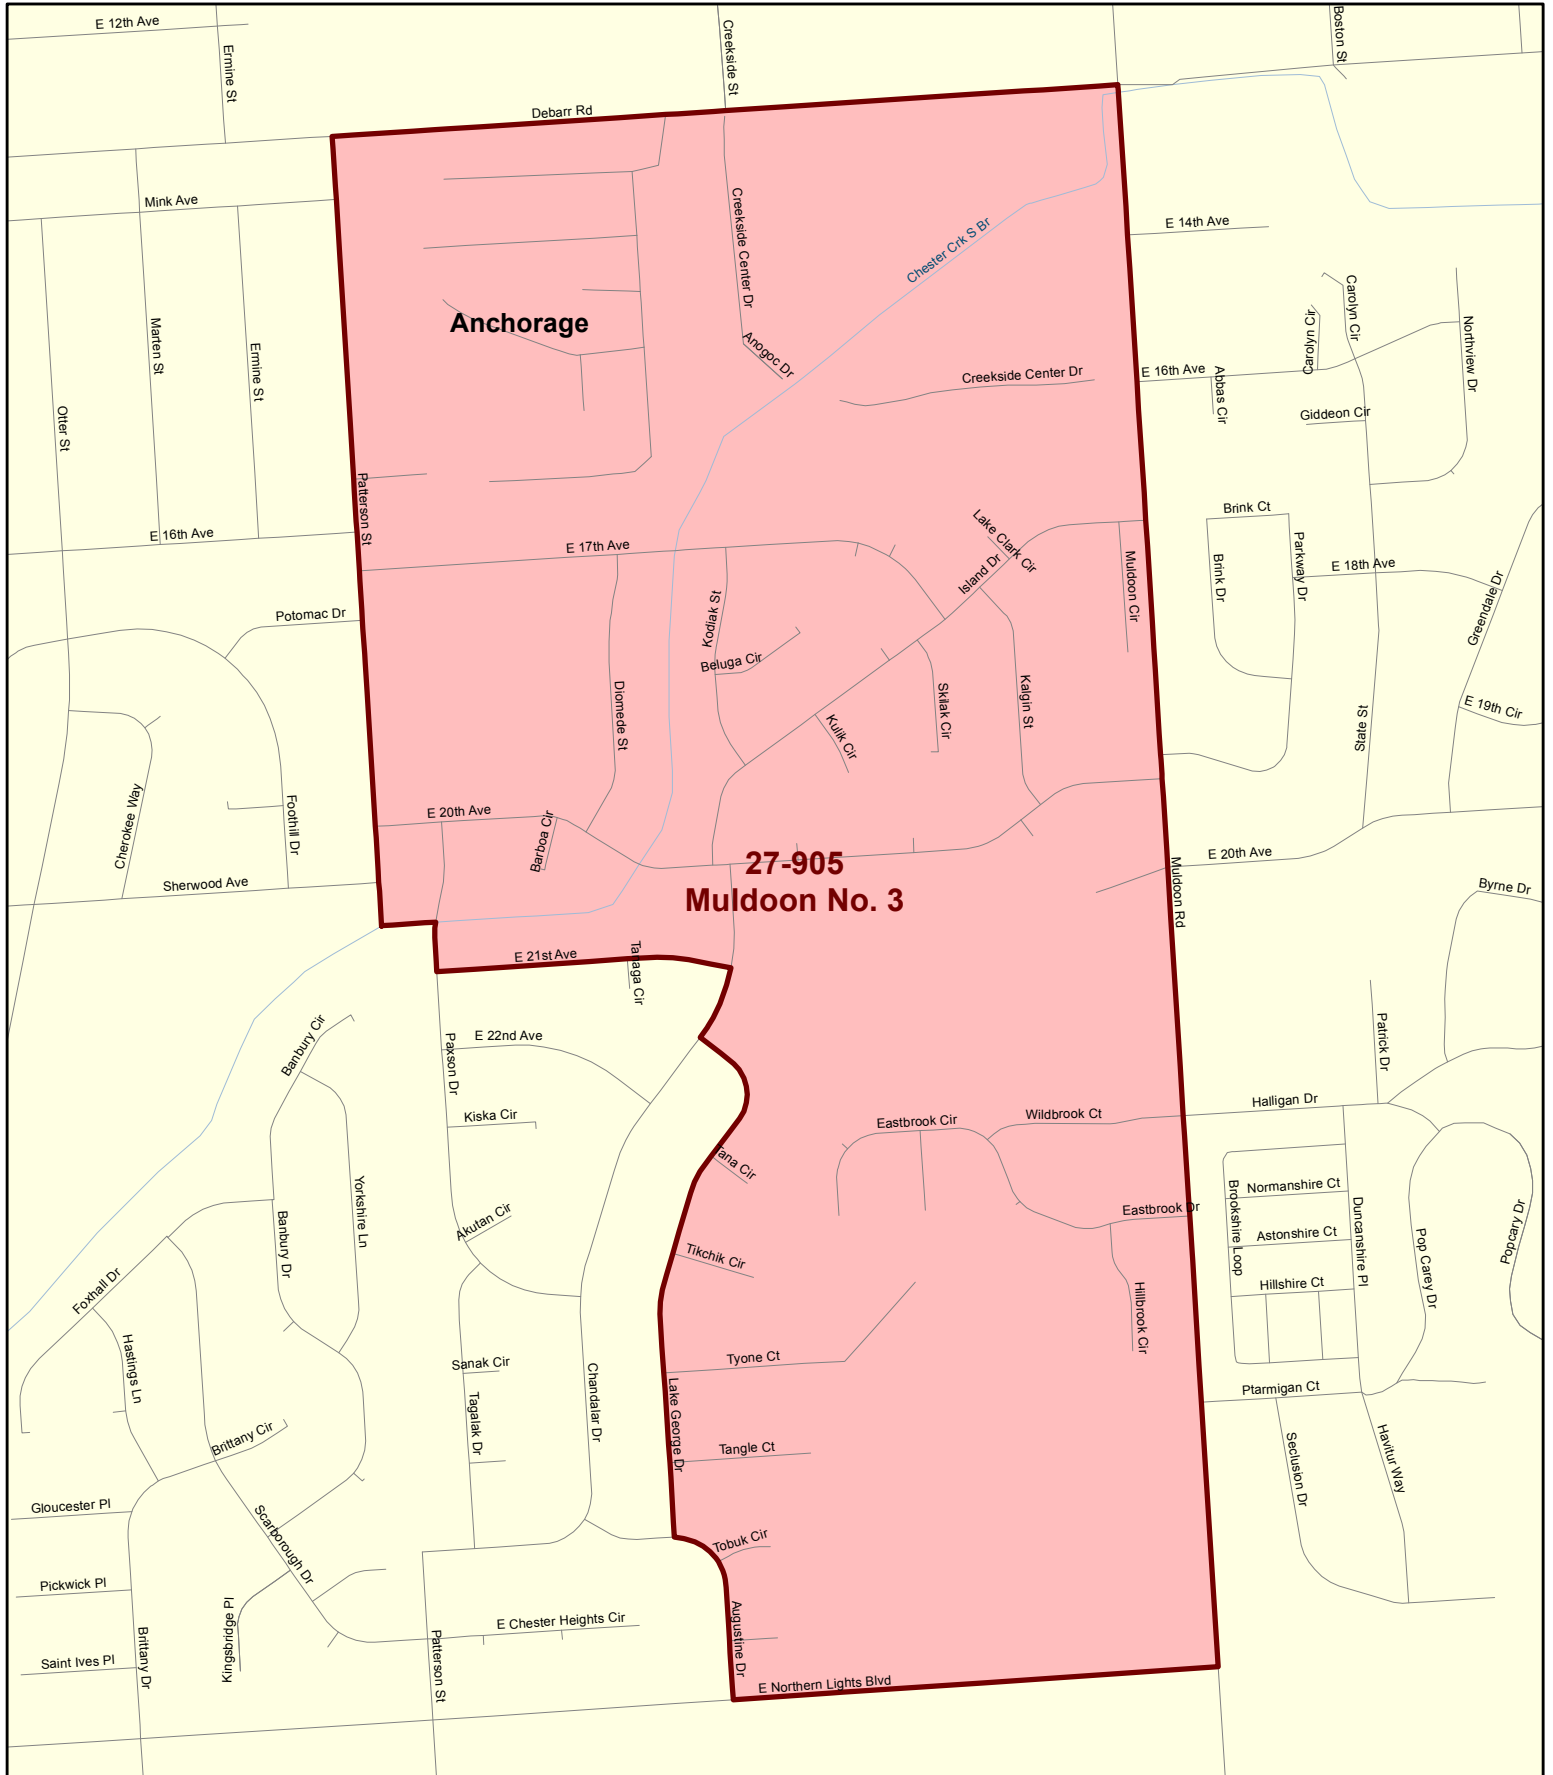 E 12th Ave
Ermine St
Creekside St
Boston St
Debarr Rd
Mink Ave
Creekside Center Dr
E 14th Ave
Chester Crk S Br
Anchorage
Marten St
Ermine St
Anogoc Dr
Creekside Center Dr
E 16th Ave
Abbas Cir
Carolyn Cir
Carolyn Cir
Northview Dr
Giddeon Cir
Otter St
Patterson St
E 16th Ave
E 17th Ave
Lake Clark Cir
Island Dr
Muldoon Cir
Brink Ct
Brink Dr
Parkway Dr
E 18th Ave
Greendale Dr
Potomac Dr
Kodiak St
Beluga Cir
Diomede St
Kulik Cir
Skilak Cir
Kalgin St
State St
E 19th Cir
Cherokee Way
Foothill Dr
E 20th Ave
Barboa Cir
27-905
Muldoon No. 3
E 20th Ave
Muldoon Rd
Byrne Dr
Sherwood Ave
E 21st Ave
Tanaga Cir
Banbury Cir
Paxson Dr
E 22nd Ave
Patrick Dr
Kiska Cir
Eastbrook Cir
Wildbrook Ct
Halligan Dr
Tana Cir
Yorkshire Ln
Banbury Dr
Akutan Cir
Eastbrook Dr
Brookshire Loop
Normanshire Ct
Astonshire Ct
Hillshire Ct
Duncanshire Pl
Pop Carey Dr
Popcary Dr
Foxhall Dr
Tikchik Cir
Hillbrook Cir
Hastings Ln
Sanak Cir
Tagalak Dr
Chandalar Dr
Tyone Ct
Lake George Dr
Tangle Ct
Ptarmigan Ct
Seclusion Dr
Havitur Way
Brittany Cir
Gloucester Pl
Scarborough Dr
Tobuk Cir
Pickwick Pl
Kingsbridge Pl
E Chester Heights Cir
Augustine Dr
Saint Ives Pl
Brittany Dr
Patterson St
E Northern Lights Blvd